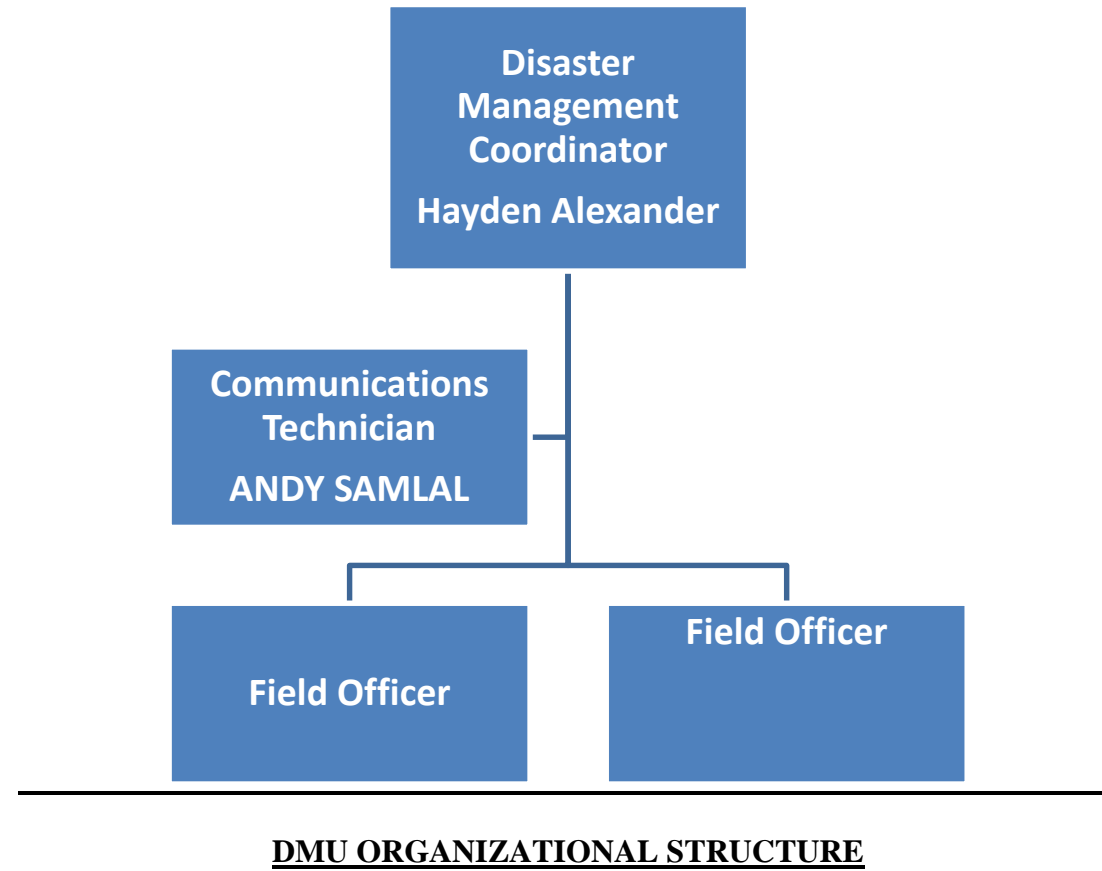 Disaster
Management
Coordinator
Hayden Alexander
Communications
Technician
ANDY SAMLAL
Field Officer
Field Officer
DMU ORGANIZATIONAL STRUCTURE